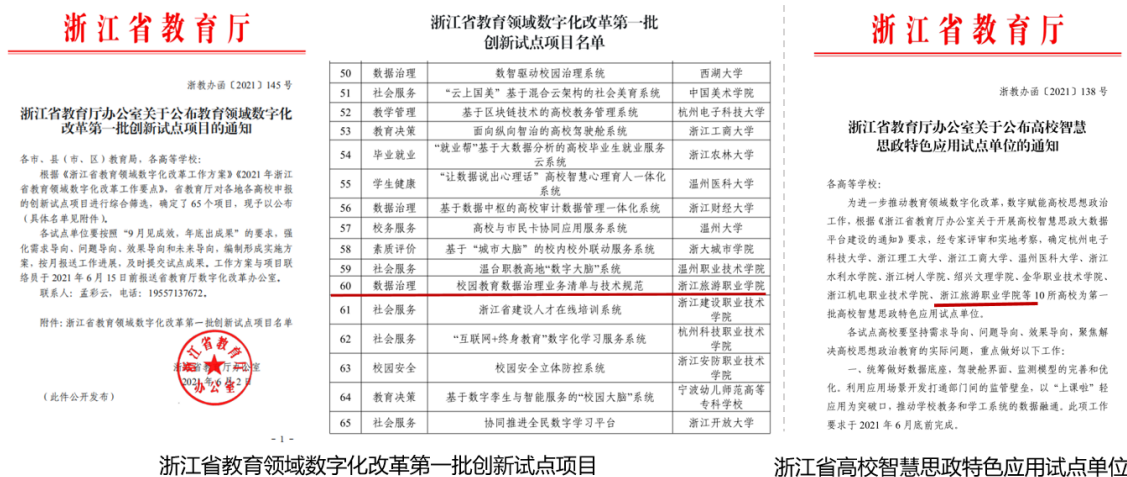 浙江省教育厅
浙教办函〔2021〕145 号
浙江省教育厅办公室关于公布教育领域数字化
改革第一批创新试点项目的通知
各市、县（市、区）教育局，各高等学校：
根据《浙江省教育领域数字化改革工作方案》《2021 年浙江
省教育领域数字化改革工作要点》，省教育厅对各地各高校申报
的创新试点项目进行综合筛选，确定了 65 个项目，现予以公布
（具体名单见附件）。
各试点单位要按照“9 月见成效，年底出成果”的要求，强
化需求导向、问题导向、效果导向和未来导向，编制形成实施方
案，按月报送工作进展，及时提交试点成果。工作方案与项目联
络员于 2021 年 6 月 15 日前报送省教育厅数字化改革办公室。
联系人：孟彩云，电话：19557137672。
附件：浙江省教育领域数字化改革第一批创新试点项目名单
浙江省教育厅办公室
2021 年 6 月 2 日
（此件公开发布）
- 1 -
浙江省教育领域数字化改革第一批
创新试点项目名单
50 数据治理 数智驱动校园治理系统 西湖大学
51 社会服务 “云上国美”基于混合云架构的社会美育系统 中国美术学院
52 教学管理 基于区块链技术的高校教务管理系统 杭州电子科技大学
53 教育决策 面向纵向智治的高校驾驶舱系统 浙江工商大学
54 毕业就业 “就业帮”基于大数据分析的高校毕业生就业服务
云系统 浙江农林大学
55 学生健康 “让数据说出心理话”高校智慧心理育人一体化
系统 温州医科大学
56 数据治理 基于数据中枢的高校审计数据管理一体化系统 浙江财经大学
57 校务服务 高校与市民卡协同应用服务系统 温州大学
58 素质评价 基于“城市大脑”的校内校外联动服务系统 浙大城市学院
59 社会服务 温台职教高地“数字大脑”系统 温州职业技术学院
60 数据治理 校园教育数据治理业务清单与技术规范 浙江旅游职业学院
61 社会服务 浙江省建设人才在线培训系统 浙江建设职业技术
学院
62 社会服务 “互联网+终身教育”数字化学习服务系统 杭州科技职业技术
学院
63 校园安全 校园安全立体防控系统 浙江安防职业技术
学院
64 教育决策 基于数字孪生与智能服务的“校园大脑”系统 宁波幼儿师范高等
专科学校
65 社会服务 协同推进全民数字学习平台 浙江开放大学
浙江省教育厅
浙教办函〔2021〕138 号
浙江省教育厅办公室关于公布高校智慧
思政特色应用试点单位的通知
各高等学校：
为进一步推动教育领域数字化改革，数字赋能高校思想政治
工作，根据《浙江省教育厅办公室关于开展高校智慧思政大数据
平台建设的通知》要求，经专家评审和实地考察，确定杭州电子
科技大学、浙江理工大学、浙江工商大学、温州医科大学、浙江
水利水电学院、浙江树人学院、绍兴文理学院、金华职业技术学院、
浙江机电职业技术学院、浙江旅游职业学院等 10 所高校为第一
批高校智慧思政特色应用试点单位。
各试点高校要坚持需求导向、问题导向、效果导向，聚焦解
决高校思想政治教育的实际问题，重点做好以下工作：
一、统筹做好数据底座、驾驶舱界面、监测模型的完善和优
化。利用应用场景开发打通部门间的监管壁垒，以“上课啦”轻
应用为突破口，推动学校教务和学工系统的数据融通。此项工作
要求于 2021 年 6 月底前完成。
浙江省教育领域数字化改革第一批创新试点项目
浙江省高校智慧思政特色应用试点单位